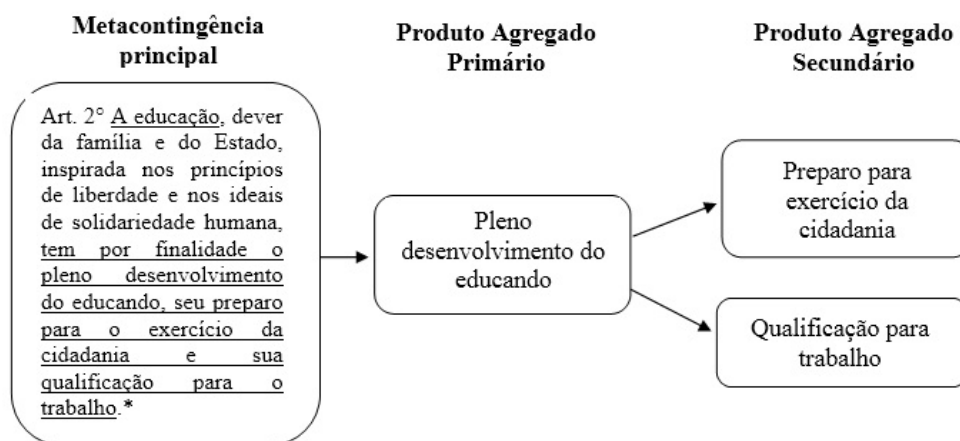 Metacontingência
principal
Produto Agregado
Primário
Produto Agregado
Secundário
Art. 2° A educação, dever
da família e do Estado,
inspirada nos princípios
de liberdade e nos ideais
de solidariedade humana,
tem por finalidade o
pleno desenvolvimento
do educando, seu preparo
para o exercício da
cidadania e sua
qualificação para o
trabalho.*
Pleno
desenvolvimento do
educando
Preparo para
exercício da
cidadania
Qualificação para
trabalho